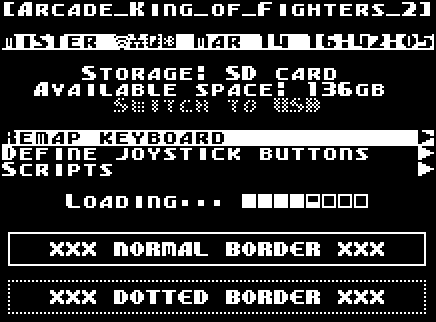 [Arcade_King_of_Fighters_2]
MiSTER Mar 14 16:42:05
Storage: SD card
Available space: 136GB
Switch to USB
Remap keyboard
Define joystick buttons
Scripts
Loading...
xxx Normal border xxx
xxx Dotted border xxx